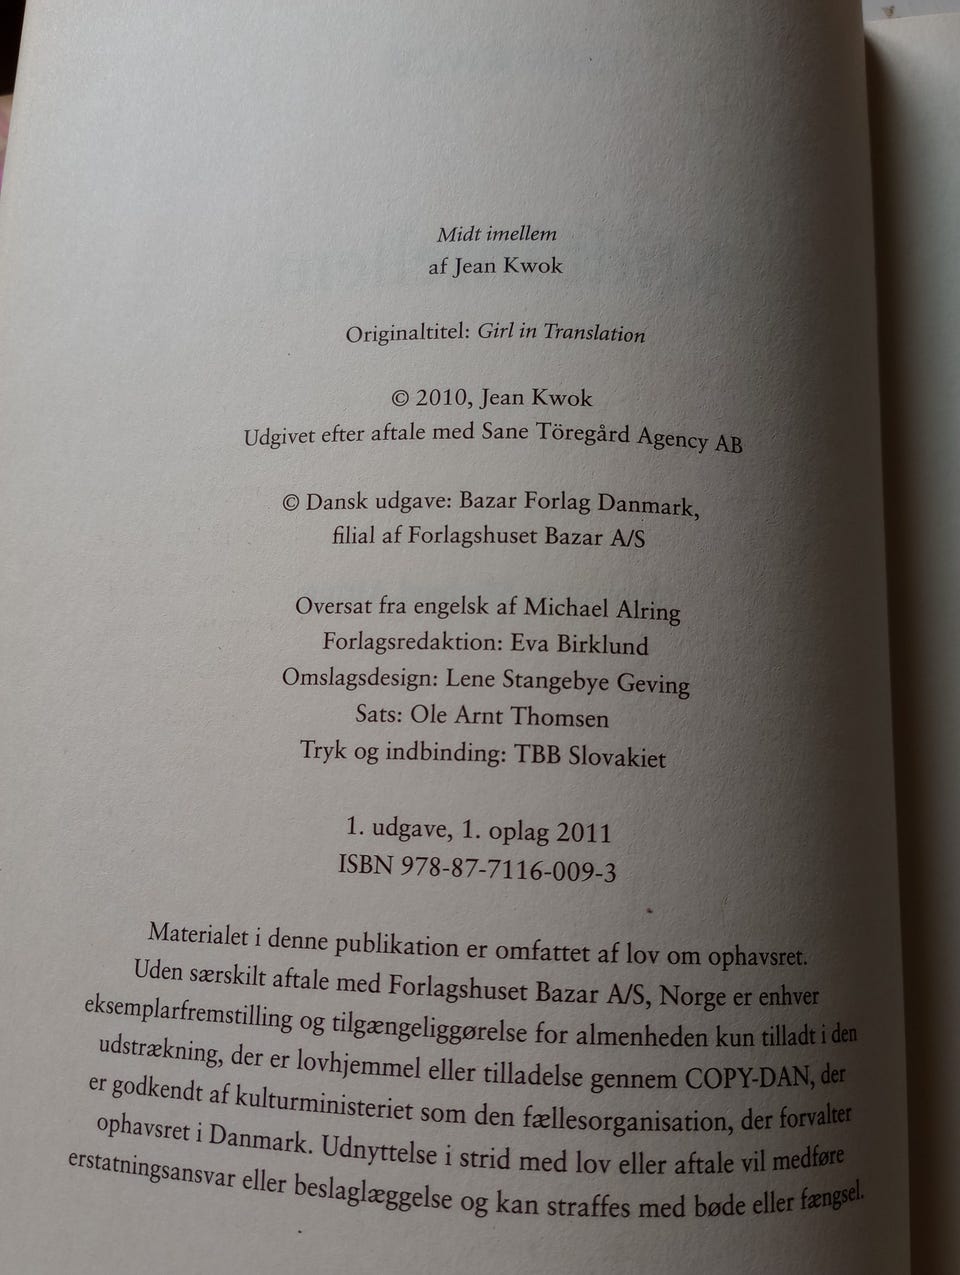 Midt imellem
af Jean Kwok
Originaltitel: Girl in Translation
© 2010, Jean Kwok
Udgivet efter aftale med Sane Töregård Agency AB
© Dansk udgave: Bazar Forlag Danmark,
filial af Forlagshuset Bazar A/S
Oversat fra engelsk af Michael Alring
Forlagsredaktion: Eva Birklund
Omslagsdesign: Lene Stangebye Geving
Sats: Ole Arnt Thomsen
Tryk og indbinding: TBB Slovakiet
1. udgave, 1. oplag 2011
ISBN 978-87-7116-009-3
Materialet i denne publikation er omfattet af lov om ophavsret.
Uden særskilt aftale med Forlagshuset Bazar A/S, Norge er enhver
eksemplarfremstilling og tilgængeliggørelse for almenheden kun tilladt i den
udstrækning, der er lovhjemmel eller tilladelse gennem COPY-DAN, der
er godkendt af kulturministeriet som den fællesorganisation, der forvalter
ophavsret i Danmark. Udnyttelse i strid med lov eller aftale vil medføre
erstatningsansvar eller beslaglæggelse og kan straffes med bøde eller fængsel.